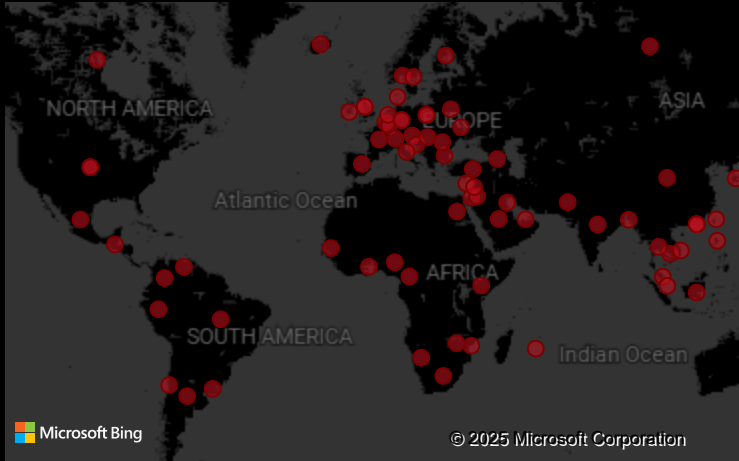 NORTH AMERICA
EUROPE
ASIA
Atlantic Ocean
AFRICA
SOUTH AMERICA
Indian Ocean
Microsoft Bing
© 2025 Microsoft Corporation